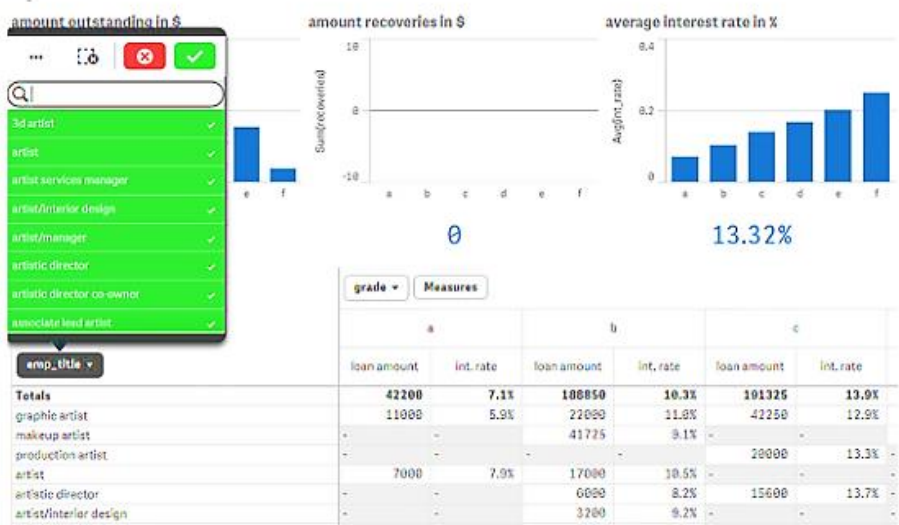 amount outstanding in $
amount recoveries in $
average interest rate in %
10
0
-10
Sum(recoveries)
a b c d e f
0.4
0.2
0
Avg(int_rate)
a b c d e f
e f
3d artist
artist
artist services manager
artist/interior design
artist/manager
artistic director
artistic director co-owner
associate lead artist
0
13.32%
grade Measures
a b c
emp_title loan amount int. rate loan amount int. rate loan amount int. rate
Totals 42200 7.1% 188850 10.3% 191325 13.9%
graphic artist 11000 5.9% 22000 11.0% 42250 12.9%
makeup artist - - 41725 9.1% - -
production artist - - - - 20000 13.3% -
artist 7000 7.9% 17000 10.5% - - -
artistic director - - 6000 8.2% 15600 13.7% -
artist/interior design - - 3200 9.2% - - -